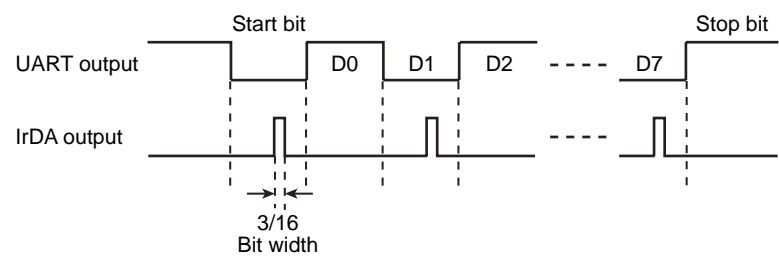 Start bit
Stop bit
UART output
D0
D1
D2
D7
IrDA output
3/16
Bit width